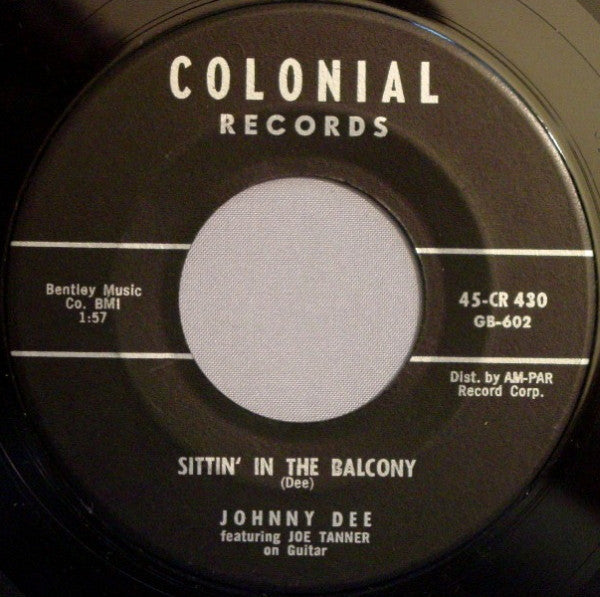 COLONIAL
RECORDS
Bentley Music
Co. BMI
1:57
45-CR 430
GB-602
Dist. by AM-PAR
Record Corp.
SITTIN' IN THE BALCONY
(Dee)
JOHNNY DEE
featuring JOE TANNER
on Guitar